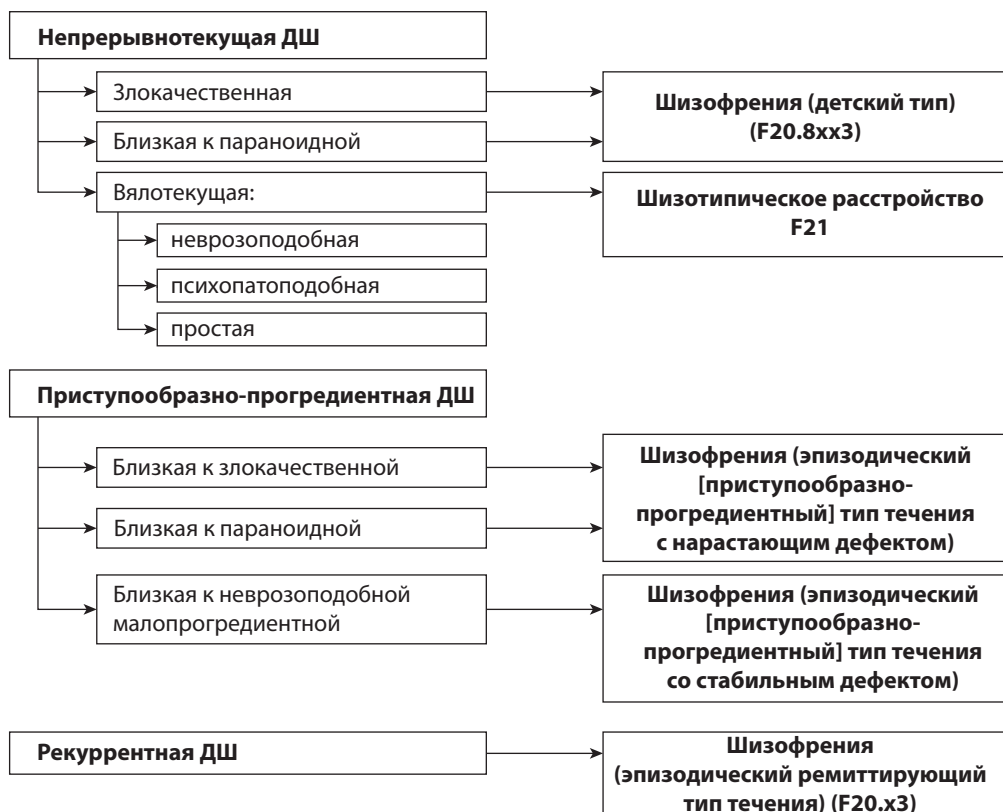 Непрерывнотекущая ДШ
Злокачественная
Близкая к параноидной
Шизофрения (детский тип)
(F20.8xx3)
Вялотекущая:
Шизотипическое расстройство
F21
неврозоподобная
психопатоподобная
простая
Приступообразно-прогредиентная ДШ
Близкая к злокачественной
Близкая к параноидной
Шизофрения (эпизодический
[приступообразно-
прогредиентный] тип течения
с нарастающим дефектом)
Близкая к неврозоподобной
малопрогредиентной
Шизофрения (эпизодический
[приступообразно-
прогредиентный] тип течения
со стабильным дефектом)
Рекуррентная ДШ
Шизофрения
(эпизодический ремиттирующий
тип течения) (F20.x3)